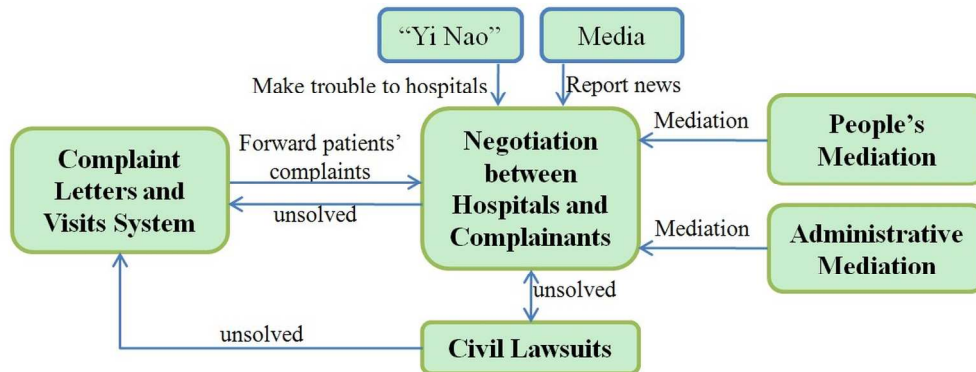 “Yi Nao”
Media
Make trouble to hospitals
Report news
Complaint
Letters and
Visits System
Forward patients’
complaints
unsolved
Negotiation
between
Hospitals and
Complainants
Mediation
People’s
Mediation
Mediation
Administrative
Mediation
unsolved
unsolved
Civil Lawsuits